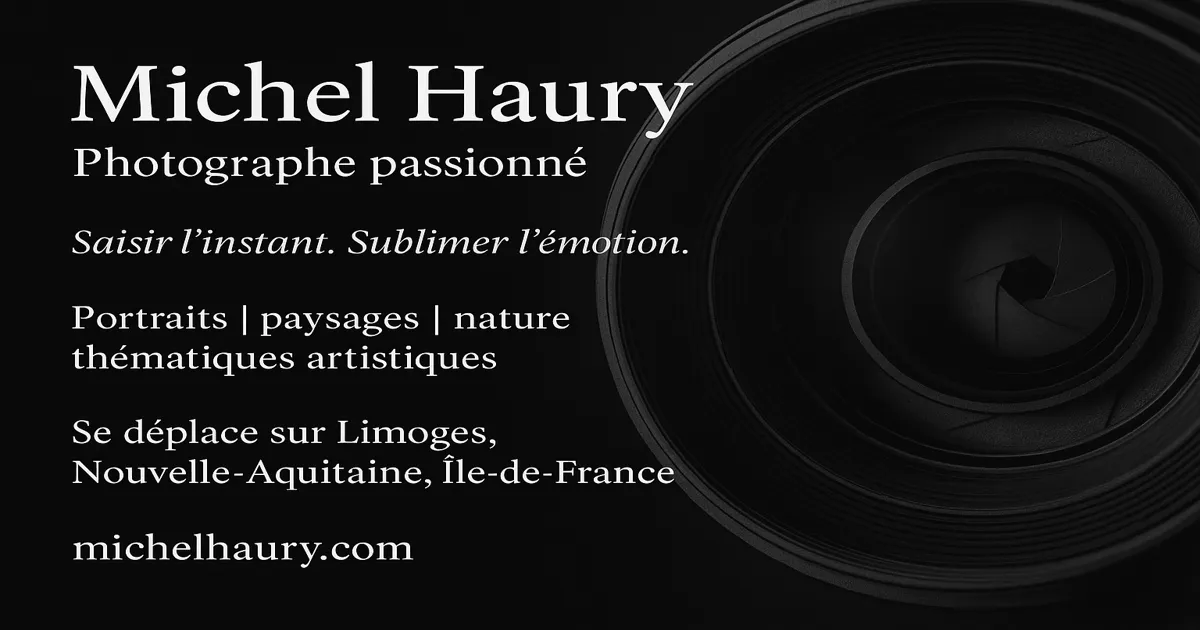 Michel Haury
Photographe passionné
Saisir l’instant. Sublimer l’émotion.
Portraits | paysages | nature
thématiques artistiques
Se déplace sur Limoges,
Nouvelle-Aquitaine, Île-de-France
michelhaury.com